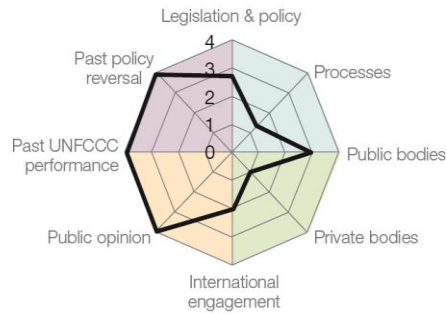 Legislation & policy
4
3
2
1
0
Past policy
reversal
Processes
Past UNFCCC
performance
Public bodies
Public opinion
Private bodies
International
engagement